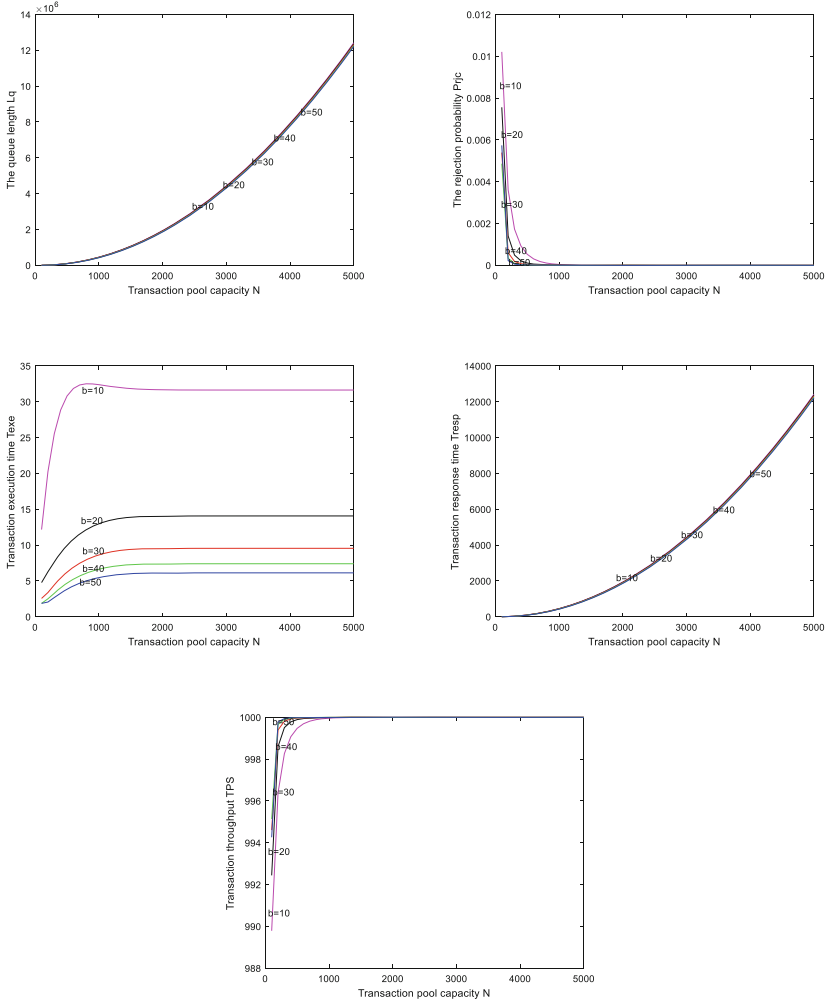 ×10⁶
14
12
10
8
6
4
2
0
The queue length Lq
b=50
b=40
b=30
b=20
b=10
0 1000 2000 3000 4000 5000
Transaction pool capacity N
0.012
0.01
0.008
0.006
0.004
0.002
0
The rejection probability Prjc
b=10
b=20
b=30
b=40
b=50
0 1000 2000 3000 4000 5000
Transaction pool capacity N
35
30
25
20
15
10
5
0
Transaction execution time Texe
b=10
b=20
b=30
b=40
b=50
0 1000 2000 3000 4000 5000
Transaction pool capacity N
14000
12000
10000
8000
6000
4000
2000
0
Transaction response time Tresp
b=50
b=40
b=30
b=20
b=10
0 1000 2000 3000 4000 5000
Transaction pool capacity N
1000
998
996
994
992
990
988
Transaction throughput TPS
b=50
b=40
b=30
b=20
b=10
0 1000 2000 3000 4000 5000
Transaction pool capacity N